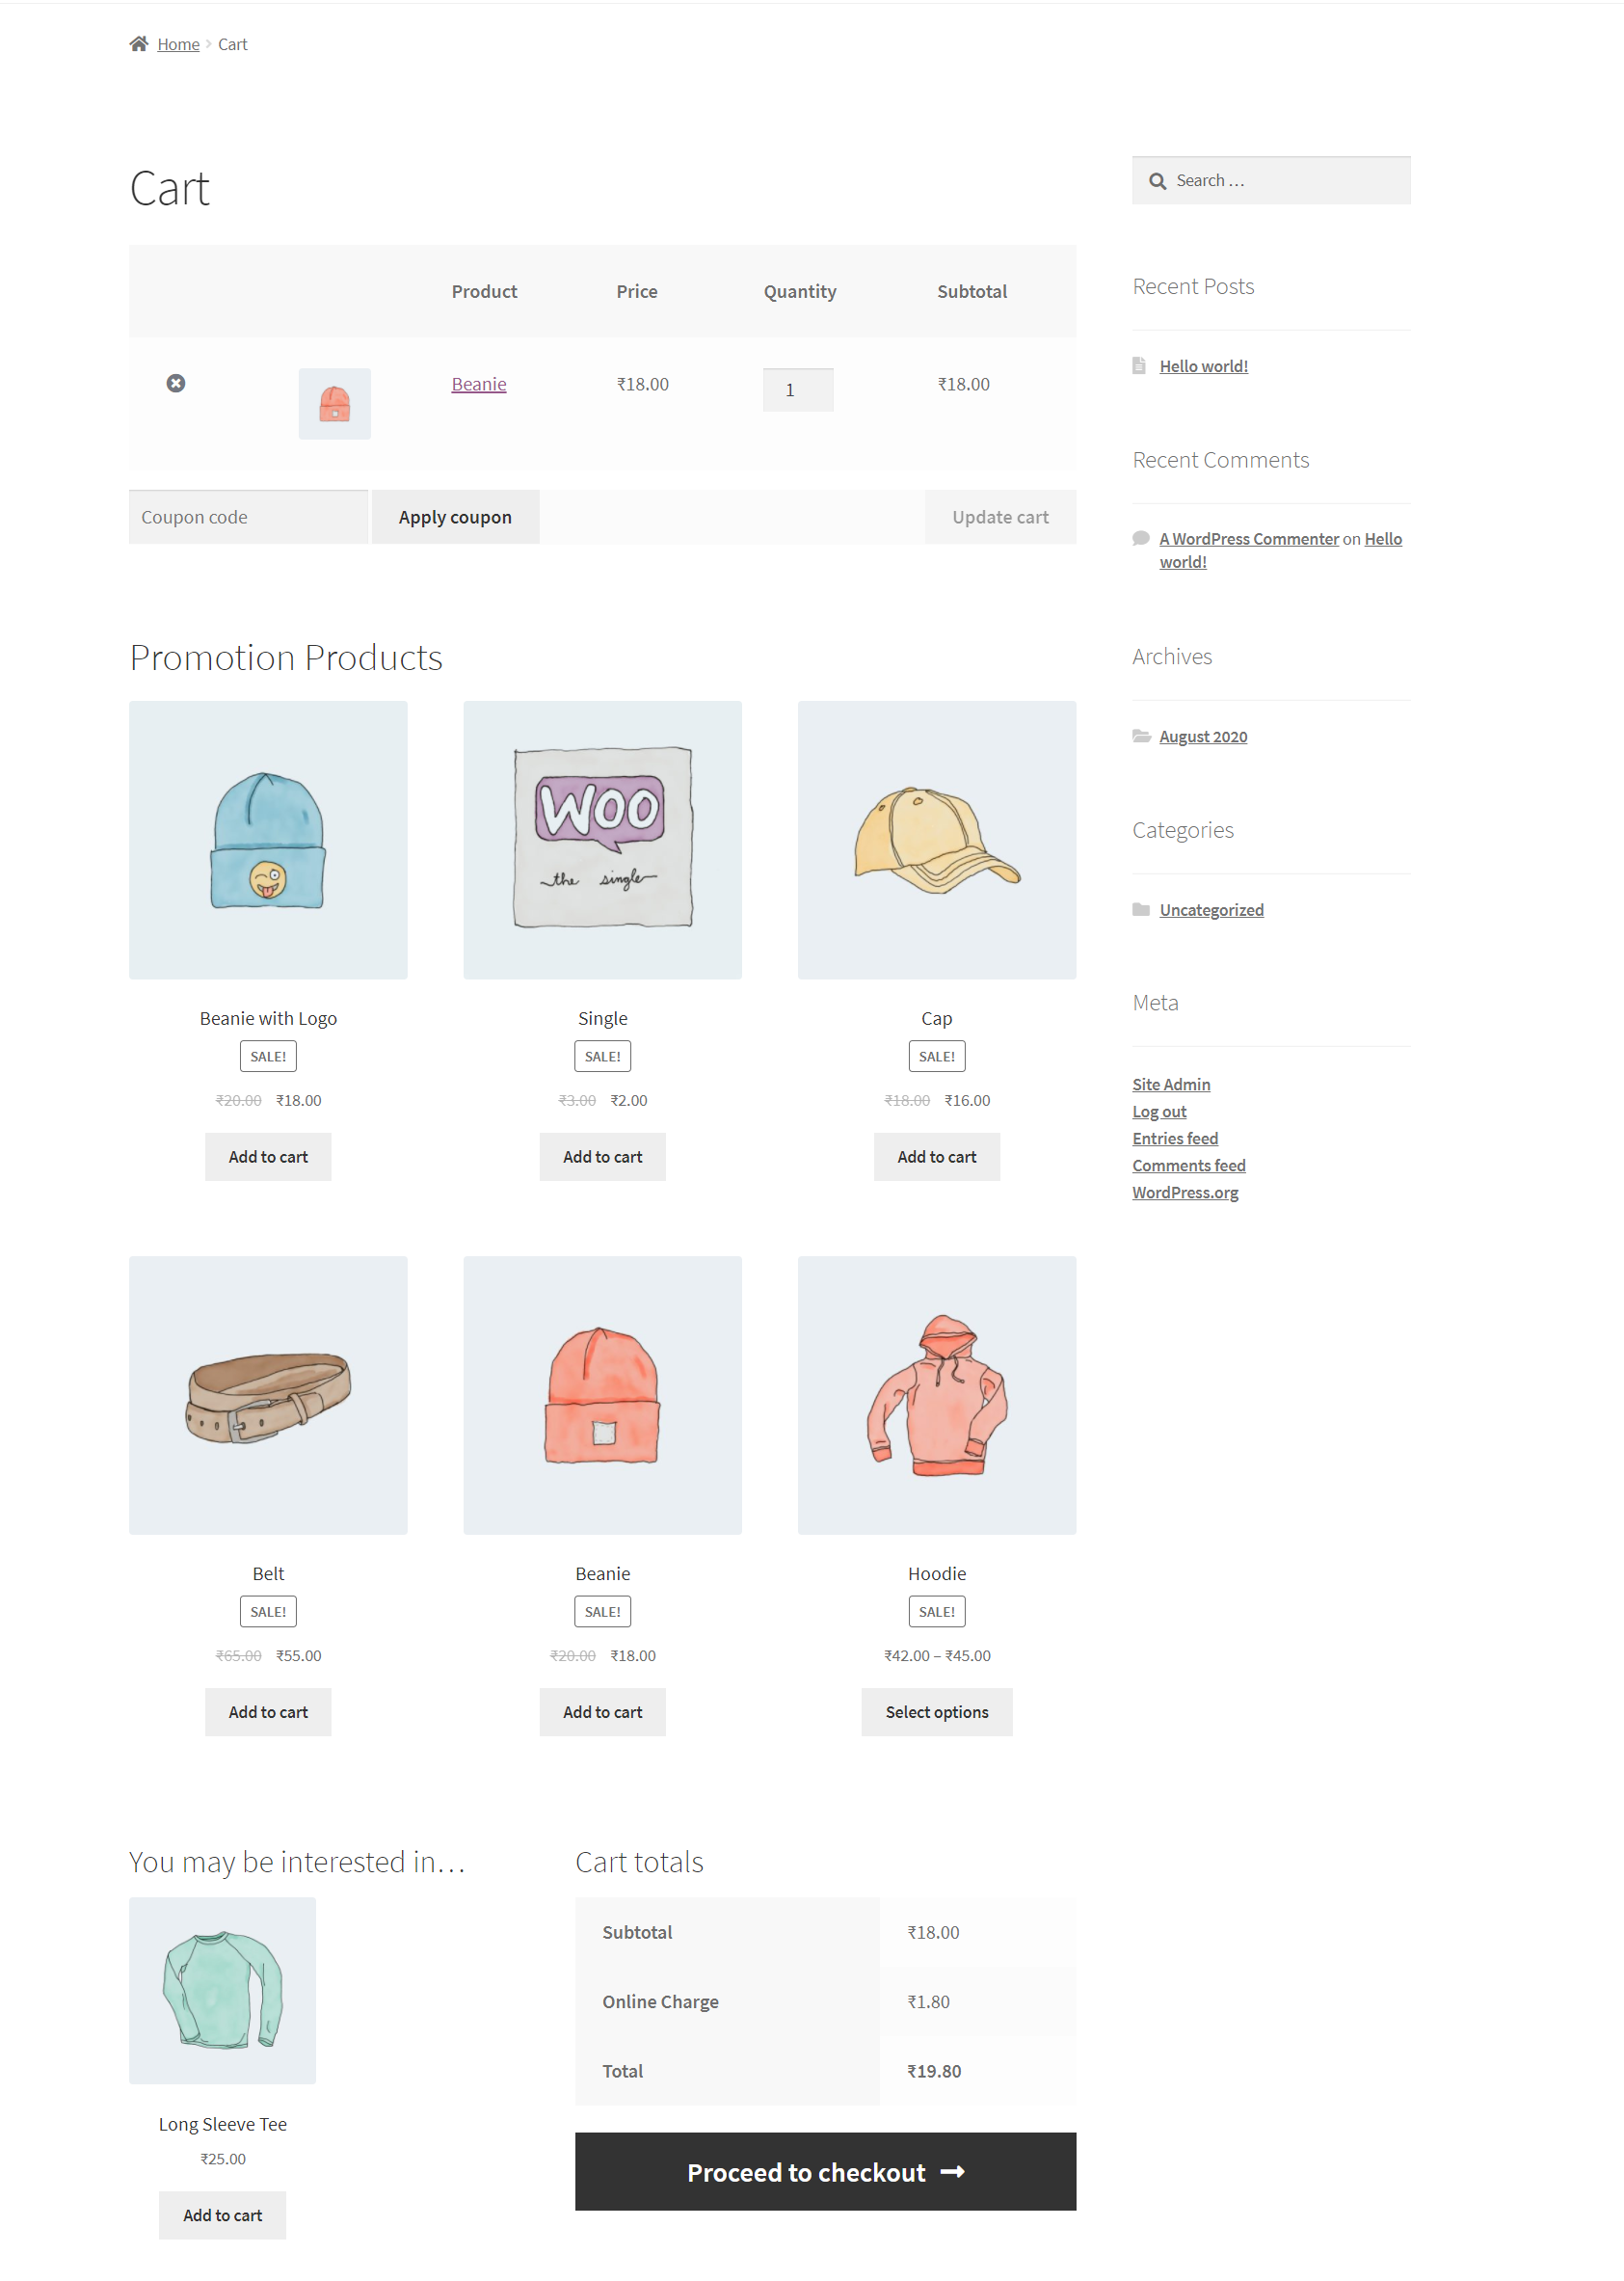 Home › Cart
Cart
Search …
Product Price Quantity Subtotal
Beanie ₹18.00 1 ₹18.00
Coupon code Apply coupon Update cart
Promotion Products
WOO
the single
Beanie with Logo Single Cap
SALE! SALE! SALE!
₹20.00 ₹18.00 ₹3.00 ₹2.00 ₹18.00 ₹16.00
Add to cart Add to cart Add to cart
Belt Beanie Hoodie
SALE! SALE! SALE!
₹65.00 ₹55.00 ₹20.00 ₹18.00 ₹42.00 – ₹45.00
Add to cart Add to cart Select options
You may be interested in…
Long Sleeve Tee
₹25.00
Add to cart
Cart totals
Subtotal ₹18.00
Online Charge ₹1.80
Total ₹19.80
Proceed to checkout →
Recent Posts
Hello world!
Recent Comments
A WordPress Commenter on Hello
world!
Archives
August 2020
Categories
Uncategorized
Meta
Site Admin
Log out
Entries feed
Comments feed
WordPress.org